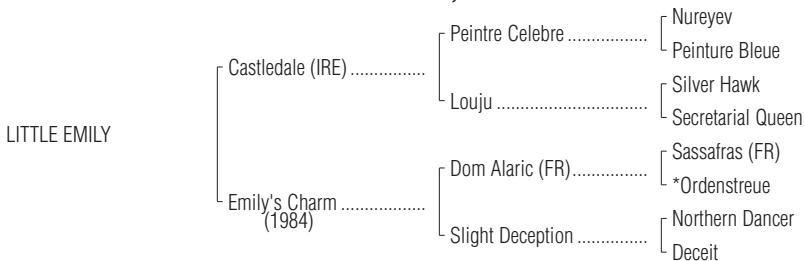 Nureyev
Peintre Celebre ..................
Peinture Bleue
Castledale (IRE) ................
Silver Hawk
Louju ................................
Secretarial Queen
LITTLE EMILY
Sassafras (FR)
Dom Alaric (FR)................
*Ordenstreue
Emily's Charm ..................
(1984)
Northern Dancer
Slight Deception ...............
Deceit